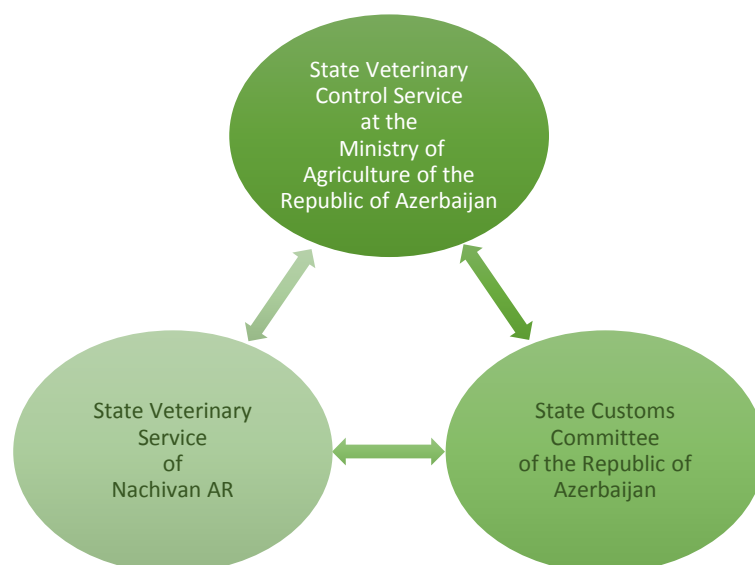 State Veterinary
Control Service
at the
Ministry of
Agriculture of the
Republic of Azerbaijan
State Veterinary
Service
of
Nachivan AR
State Customs
Committee
of the Republic of
Azerbaijan